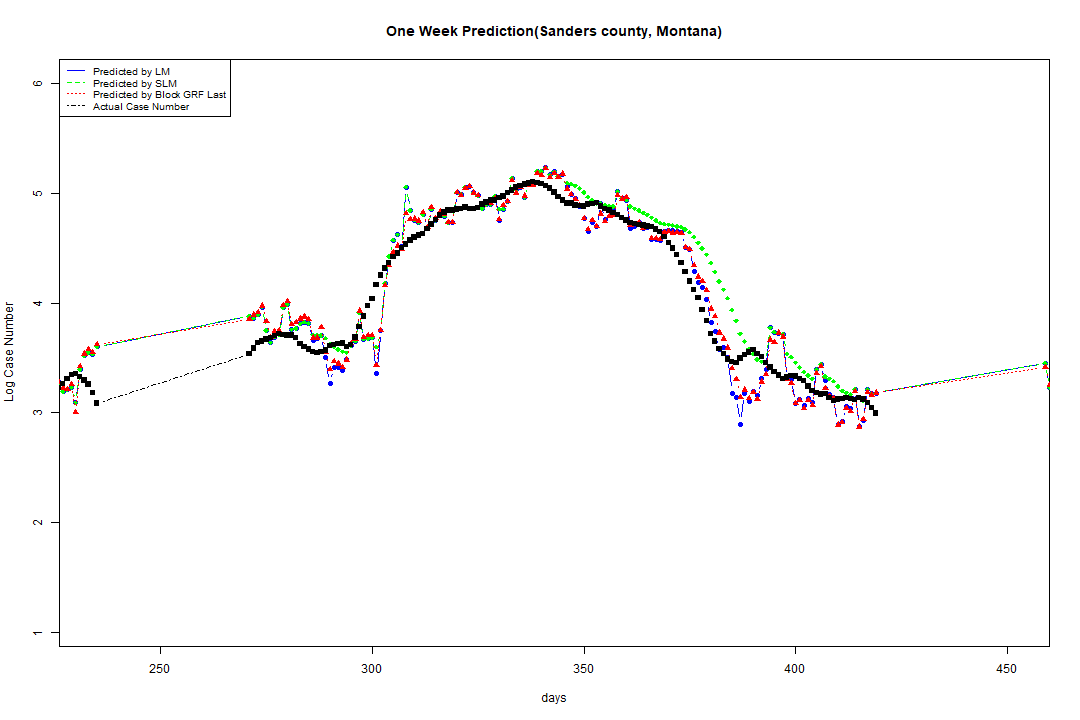 One Week Prediction(Sanders county, Montana)
Predicted by LM
Predicted by SLM
Predicted by Block GRF Last
Actual Case Number
Log Case Number
6
5
4
3
2
1
250
300
350
400
450
days